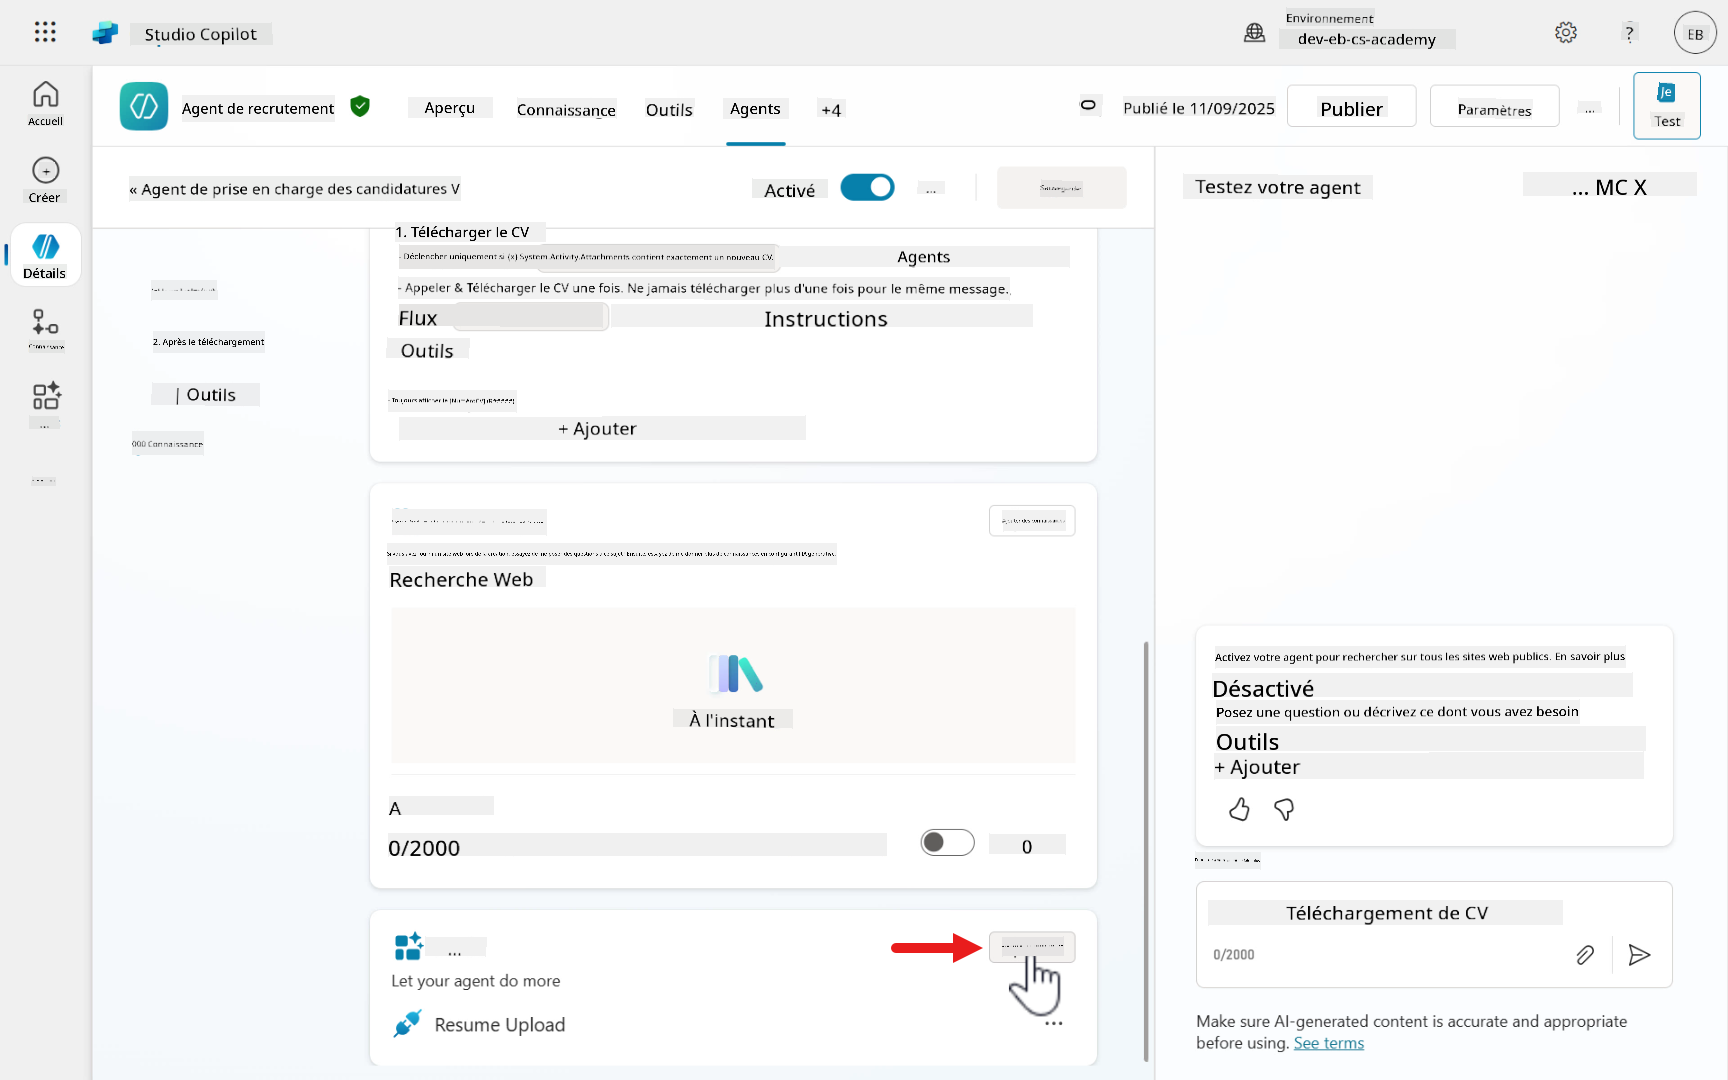 Studio Copilot
Environnement
dev-eb-cs-academy
?
EB
Accueil
Agent de recrutement
Aperçu
Connaissance
Outils
Agents
+4
Publié le 11/09/2025
Publier
Paramètres
...
Je
Test
Créer
« Agent de prise en charge des candidatures V
Activé
...
Testez votre agent
... MC X
Détails
1. Télécharger le CV
- Déclencher uniquement si (x) System.Activity.Attachments contient exactement un nouveau CV.
Agents
- Appeler & Télécharger le CV une fois. Ne jamais télécharger plus d'une fois pour le même message.
Flux
Instructions
2. Après le téléchargement
Connaissance
Outils
| Outils
...
+ Ajouter
000 Connaissance
Ajouter des connaissances
Recherche Web
À l'instant
Activez votre agent pour rechercher sur tous les sites web publics. En savoir plus
Désactivé
Posez une question ou décrivez ce dont vous avez besoin
Outils
+ Ajouter
A
0/2000
0
Téléchargement de CV
0/2000
...
Let your agent do more
Resume Upload
...
Make sure AI-generated content is accurate and appropriate
before using. See terms